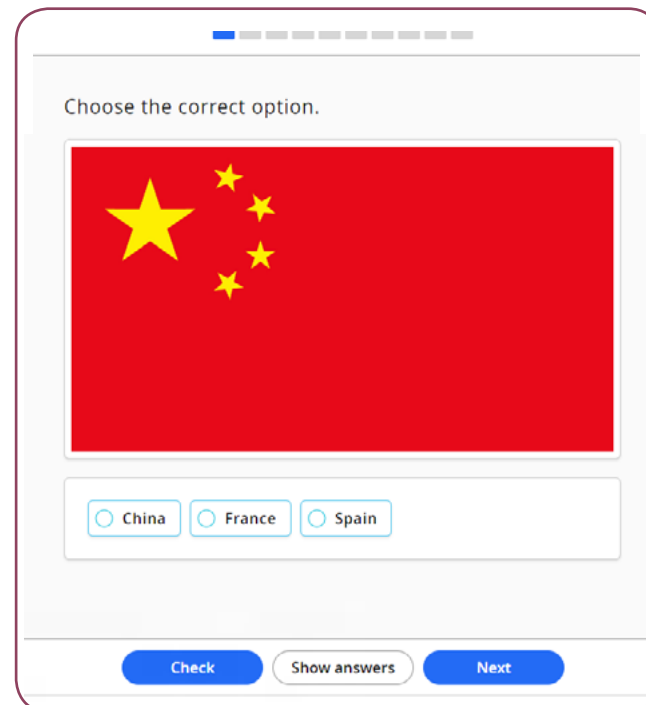 Choose the correct option.
China France Spain
Check Show answers Next